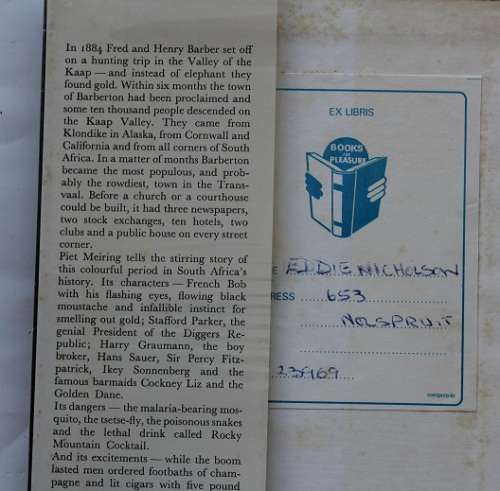 In 1884 Fred and Henry Barber set off
on a hunting trip in the Valley of the
Kaap — and instead of elephant they
found gold. Within six months the town
of Barberton had been proclaimed and
some ten thousand people descended on
the Kaap Valley. They came from
Klondike in Alaska, from Cornwall and
California and from all corners of South
Africa. In a matter of months Barberton
became the most populous, and prob-
ably the rowdiest, town in the Trans-
vaal. Before a church or a courthouse
could be built, it had three newspapers,
two stock exchanges, ten hotels, two
clubs and a public house on every street
corner.
Piet Meiring tells the stirring story of
this colourful period in South Africa's
history. Its characters — French Bob
with his flashing eyes, flowing black
moustache and infallible instinct for
smelling out gold; Stafford Parker, the
genial President of the Diggers Re-
public; Harry Graumann, the boy
broker, Hans Sauer, Sir Percy Fitz-
patrick, Ikey Sonnenberg and the
famous barmaids Cockney Liz and the
Golden Dane.
Its dangers — the malaria-bearing mos-
quito, the tsetse-fly, the poisonous snakes
and the lethal drink called Rocky
Mountain Cocktail.
And its excitements — while the boom
lasted men ordered footbaths of cham-
pagne and lit cigars with five pound
EX LIBRIS
BOOKS
FOR
PLEASURE
E EDDIE NICHOLSON
RESS 653
NELSPRUIT
23969